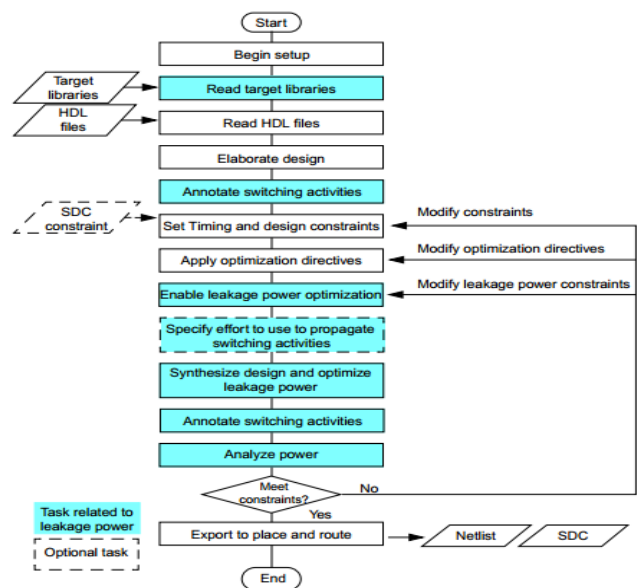 Start
Begin setup
Target
libraries
Read target libraries
HDL
files
Read HDL files
Elaborate design
Annotate switching activities
SDC
constraint
Set Timing and design constraints
Modify constraints
Apply optimization directives
Modify optimization directives
Enable leakage power optimization
Modify leakage power constraints
Specify effort to use to propagate
switching activities
Synthesize design and optimize
leakage power
Annotate switching activities
Analyze power
Meet
constraints?
No
Yes
Task related to
leakage power
Optional task
Export to place and route
Netlist
SDC
End